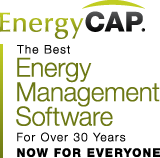 EnergyCAP.
The Best
Energy
Management
Software
For Over 30 Years
NOW FOR EVERYONE